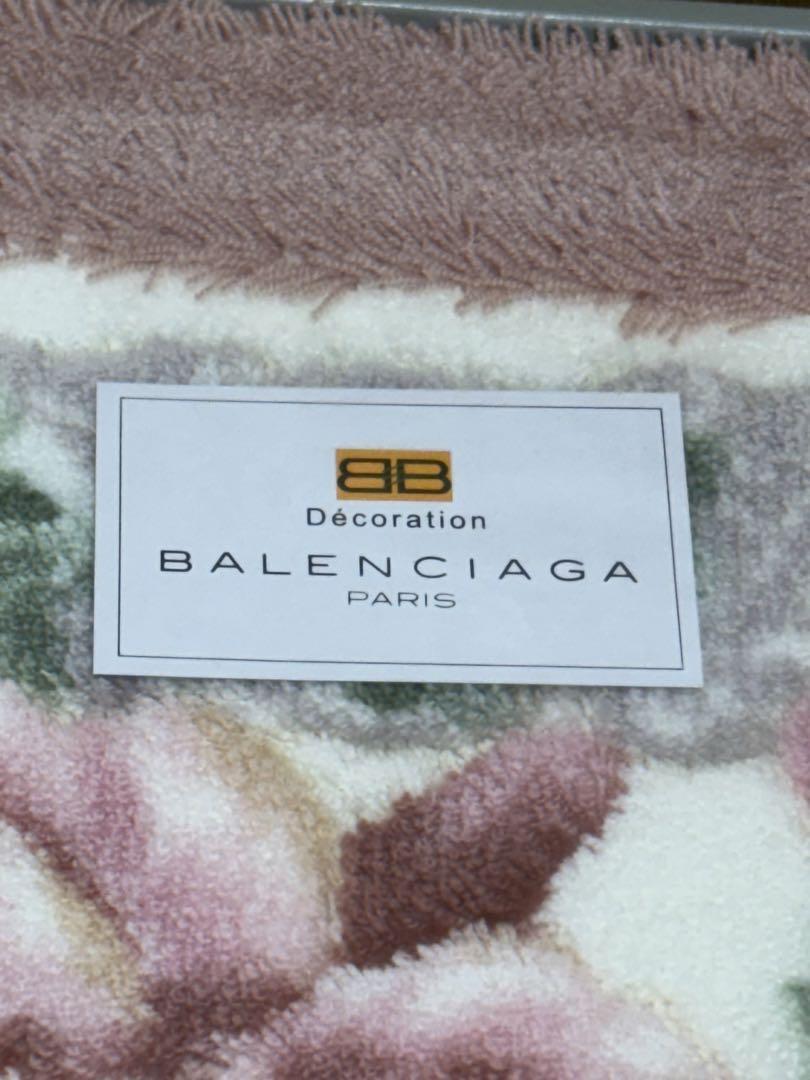 BB
Décoration
BALENCIAGA
PARIS